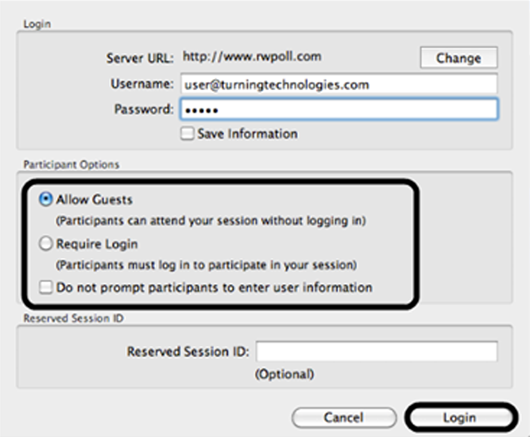 Login
Server URL: http://www.rwpoll.com Change
Username: user@turningtechnologies.com
Password: •••••
Save Information
Participant Options
Allow Guests
(Participants can attend your session without logging in)
Require Login
(Participants must log in to participate in your session)
Do not prompt participants to enter user information
Reserved Session ID
Reserved Session ID:
(Optional)
Cancel Login